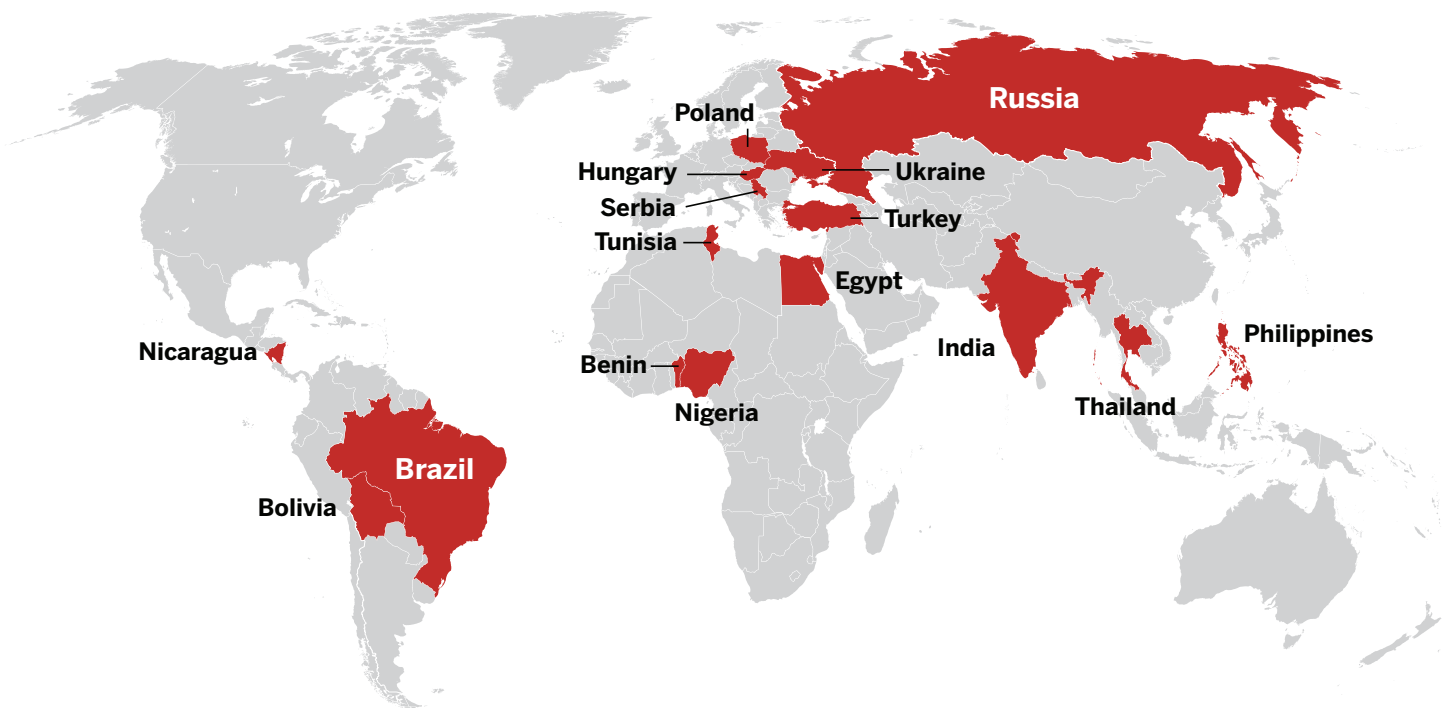 Russia
Poland
Hungary
Ukraine
Serbia
Turkey
Tunisia
Egypt
Nicaragua
Philippines
India
Benin
Thailand
Nigeria
Brazil
Bolivia